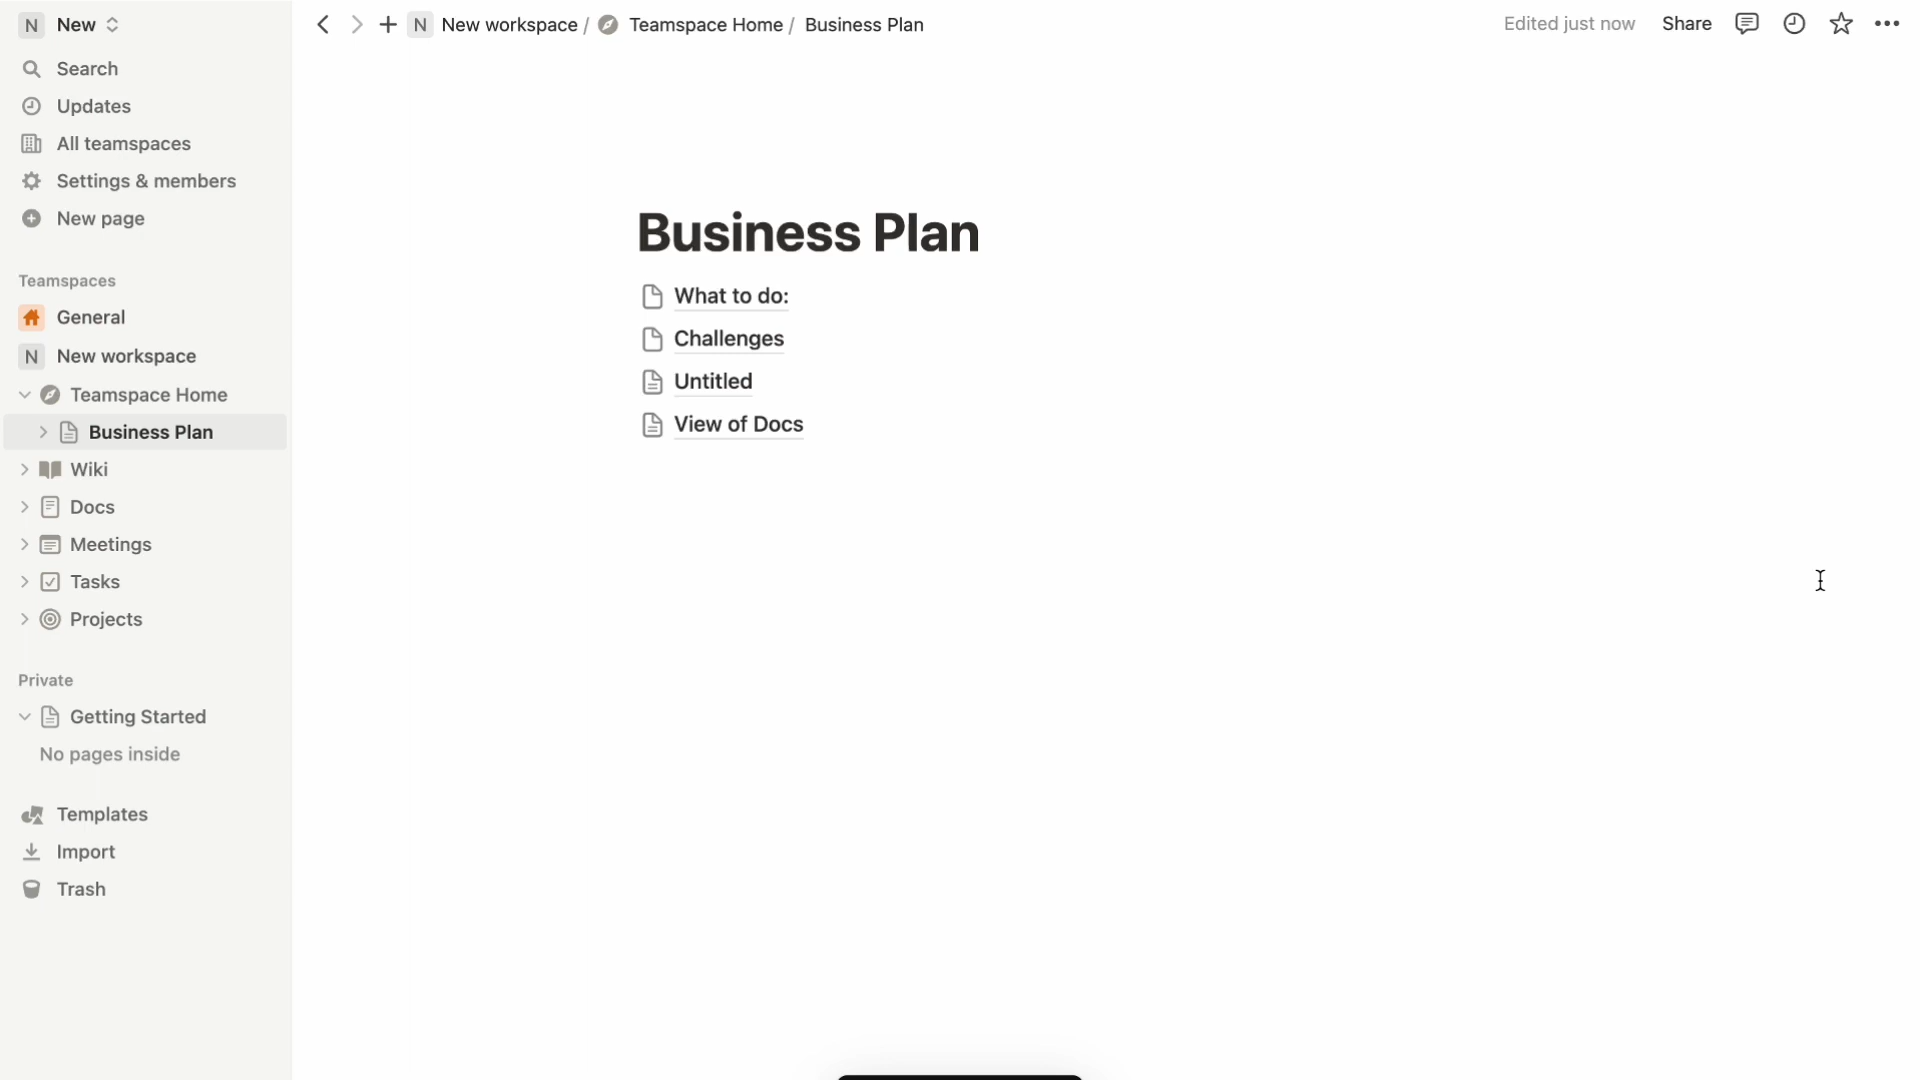 N New
Search
Updates
All teamspaces
Settings & members
New page
Teamspaces
General
N New workspace
Teamspace Home
Business Plan
Wiki
Docs
Meetings
Tasks
Projects
Private
Getting Started
No pages inside
Templates
Import
Trash
N New workspace / Teamspace Home / Business Plan
Edited just now Share
Business Plan
What to do:
Challenges
Untitled
View of Docs